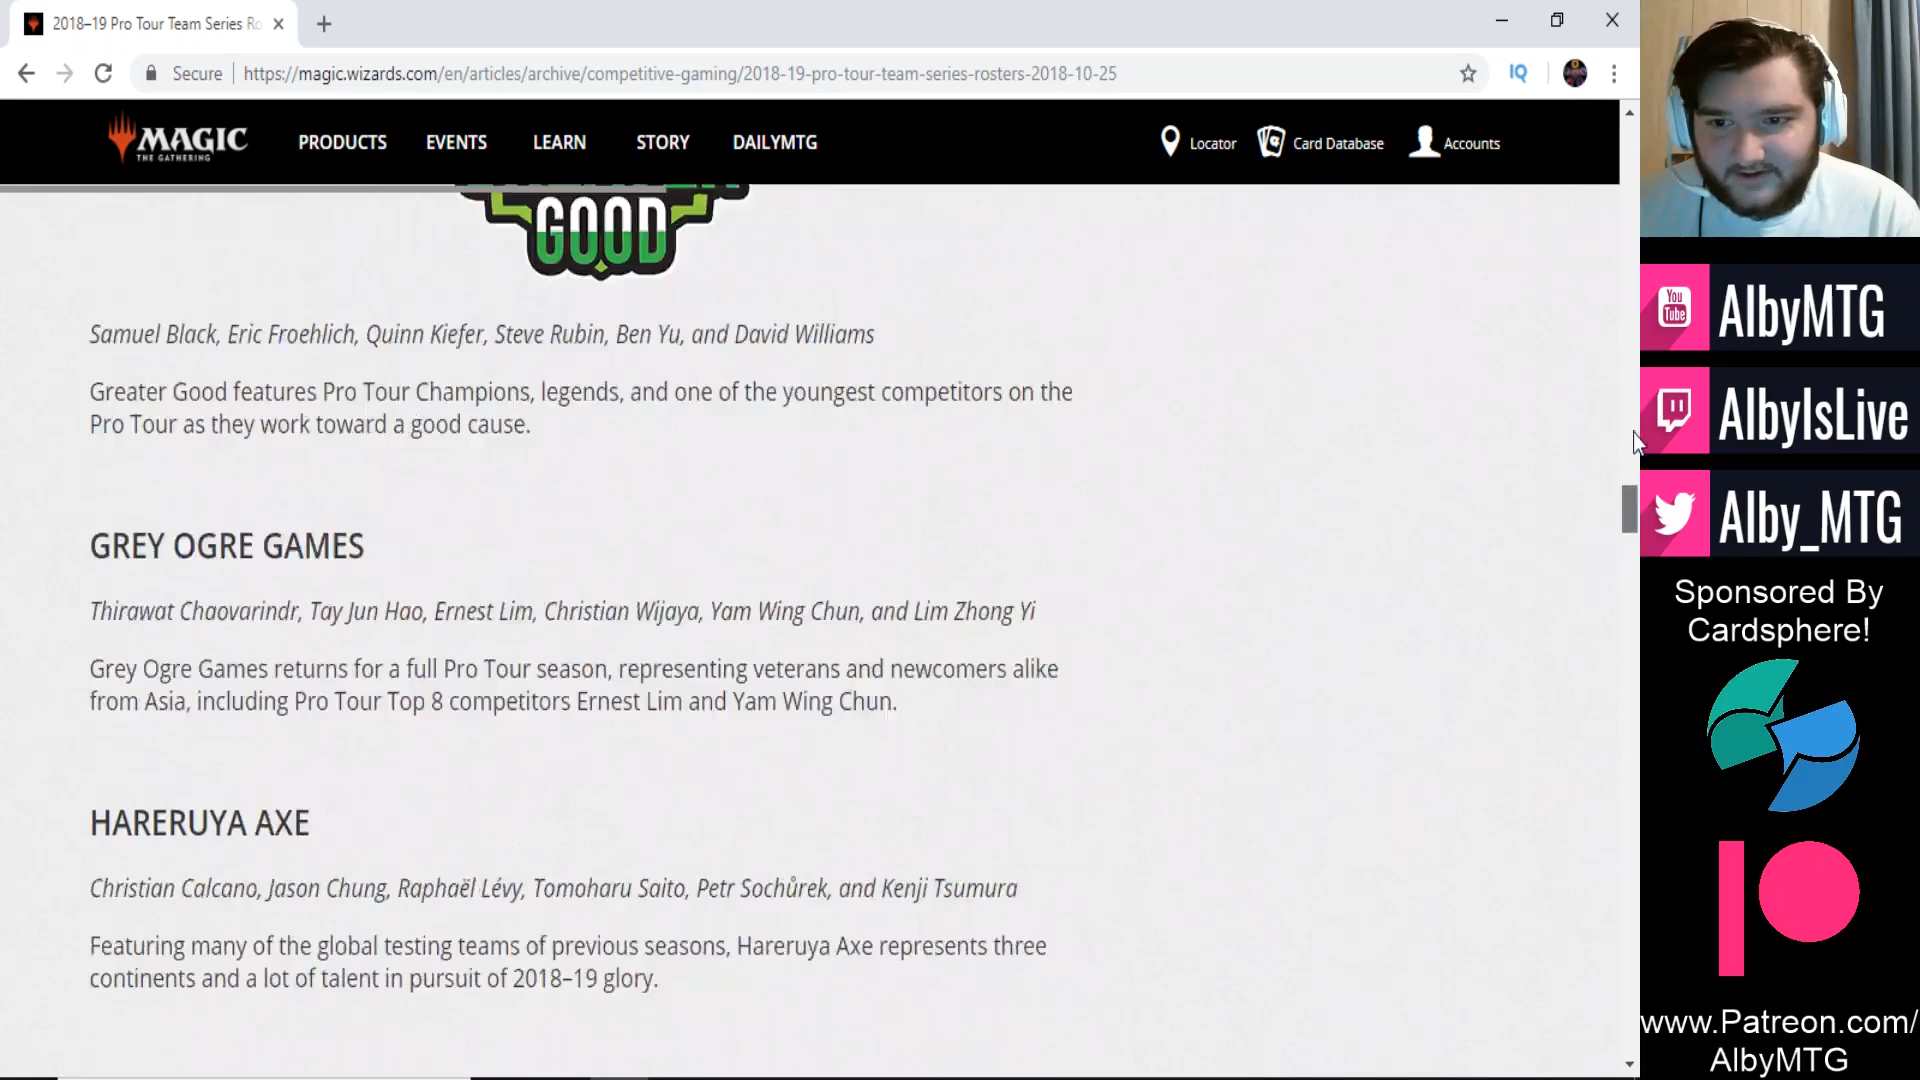 2018–19 Pro Tour Team Series Ro
Secure
https://magic.wizards.com/en/articles/archive/competitive-gaming/2018-19-pro-tour-team-series-rosters-2018-10-25
IQ
MAGIC
THE GATHERING
PRODUCTS
EVENTS
LEARN
STORY
DAILYMTG
Locator
Card Database
Accounts
GOOD
Samuel Black, Eric Froehlich, Quinn Kiefer, Steve Rubin, Ben Yu, and David Williams
Greater Good features Pro Tour Champions, legends, and one of the youngest competitors on the
Pro Tour as they work toward a good cause.
GREY OGRE GAMES
Thirawat Chaovarindr, Tay Jun Hao, Ernest Lim, Christian Wijaya, Yam Wing Chun, and Lim Zhong Yi
Grey Ogre Games returns for a full Pro Tour season, representing veterans and newcomers alike
from Asia, including Pro Tour Top 8 competitors Ernest Lim and Yam Wing Chun.
HARERUYA AXE
Christian Calcano, Jason Chung, Raphaël Lévy, Tomoharu Saito, Petr Sochůrek, and Kenji Tsumura
Featuring many of the global testing teams of previous seasons, Hareruya Axe represents three
continents and a lot of talent in pursuit of 2018–19 glory.
You
Tube
AlbyMTG
AlbyIsLive
Alby_MTG
Sponsored By
Cardsphere!
www.Patreon.com/
AlbyMTG